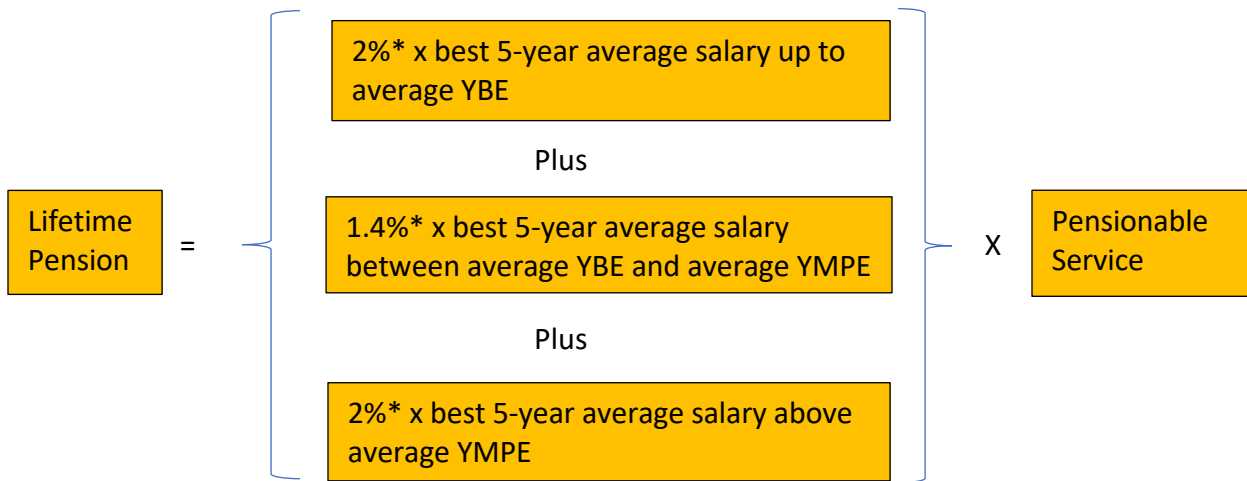 2%* x best 5-year average salary up to
average YBE
Plus
Lifetime
Pension
=
1.4%* x best 5-year average salary
between average YBE and average YMPE
X
Pensionable
Service
Plus
2%* x best 5-year average salary above
average YMPE